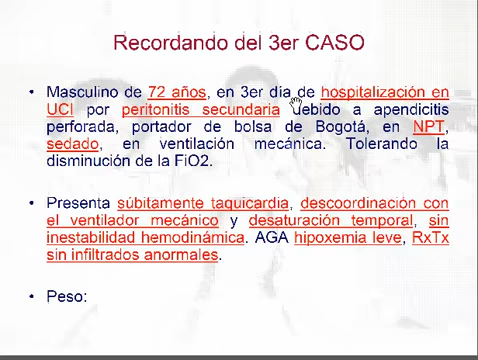 Recordando del 3er CASO
• Masculino de 72 años, en 3er día de hospitalización en
UCI por peritonitis secundaria debido a apendicitis
perforada, portador de bolsa de Bogotá, en NPT,
sedado, en ventilación mecánica. Tolerando la
disminución de la FiO2.
• Presenta súbitamente taquicardia, descoordinación con
el ventilador mecánico y desaturación temporal, sin
inestabilidad hemodinámica. AGA hipoxemia leve, RxTx
sin infiltrados anormales.
• Peso: